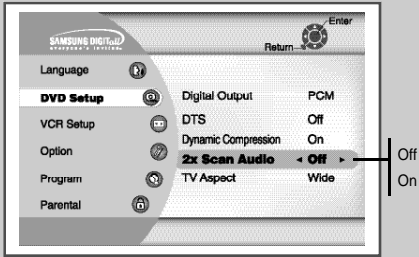 Enter
SAMSUNG DIGITall
everyone's invited
Return
Language
DVD Setup
VCR Setup
Option
Program
Parental
Digital Output PCM
DTS Off
Dynamic Compression On
2x Scan Audio ◄ Off ►
TV Aspect Wide
Off
On